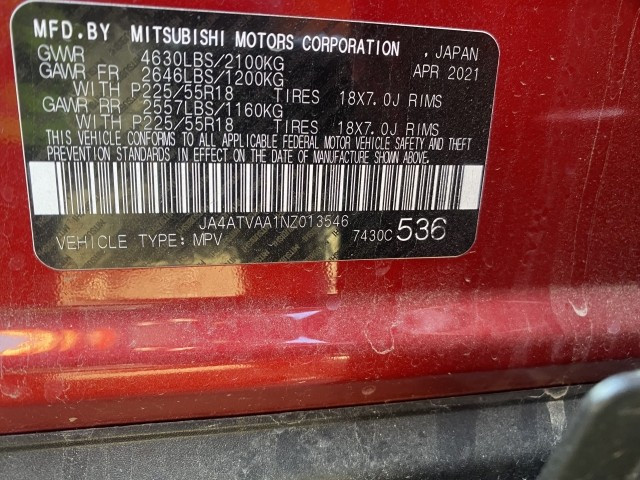 MFD.BY MITSUBISHI MOTORS CORPORATION . JAPAN
GVWR 4630LBS/2100KG APR 2021
GAWR FR 2646LBS/1200KG
WITH P225/55R18 TIRES 18X7.0J RIMS
GAWR RR 2557LBS/1160KG
WITH P225/55R18 TIRES 18X7.0J RIMS
THIS VEHICLE CONFORMS TO ALL APPLICABLE FEDERAL MOTOR VEHICLE SAFETY AND THEFT
PREVENTION STANDARDS IN EFFECT ON THE DATE OF MANUFACTURE SHOWN ABOVE.
JA4ATVAA1NZ013546
VEHICLE TYPE: MPV 7430C 536